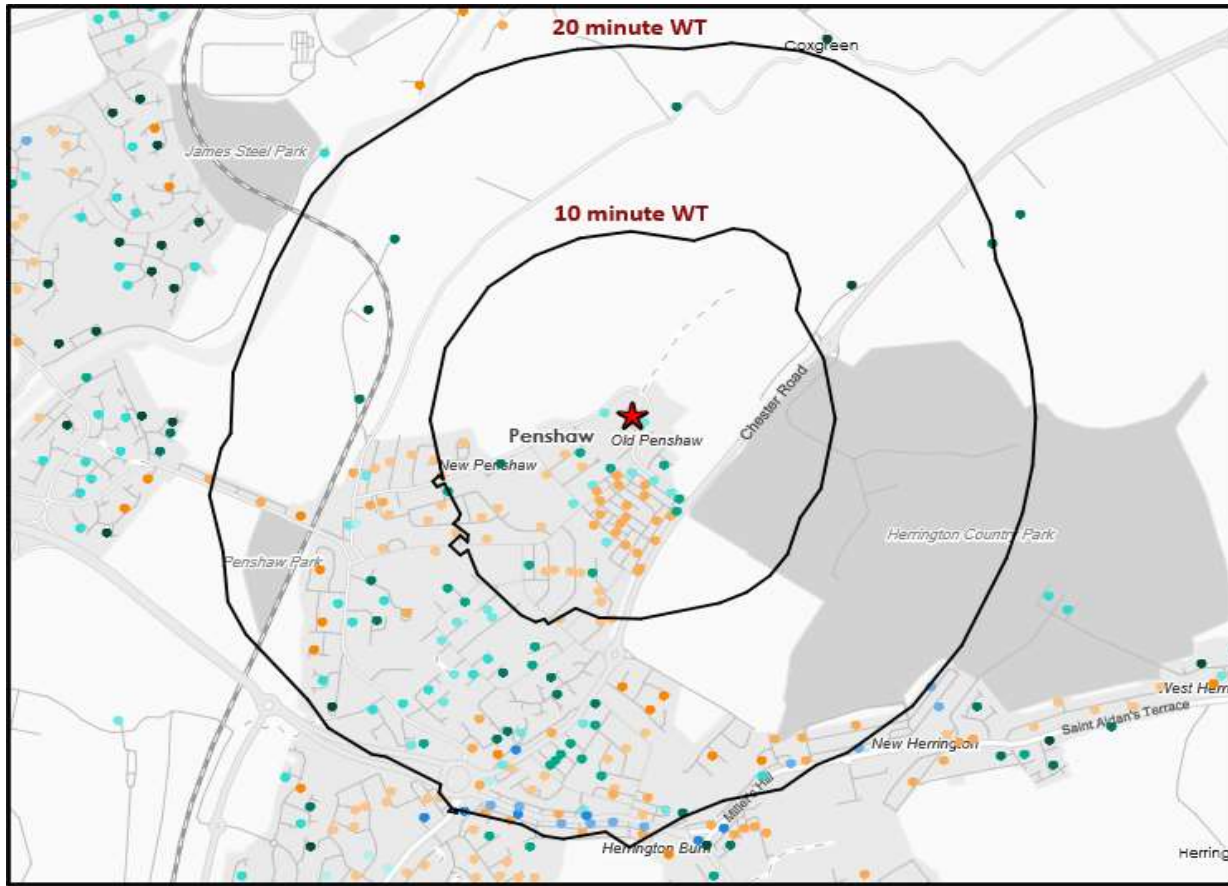 20 minute WT
Coxgreen
James Steel Park
10 minute WT
Chester Road
Penshaw
Old Penshaw
New Penshaw
Herrington Country Park
Penshaw Park
West Herr
Saint Aidan's Terrace
New Herrington
Miller's Hill
Herrington Burn
Herring